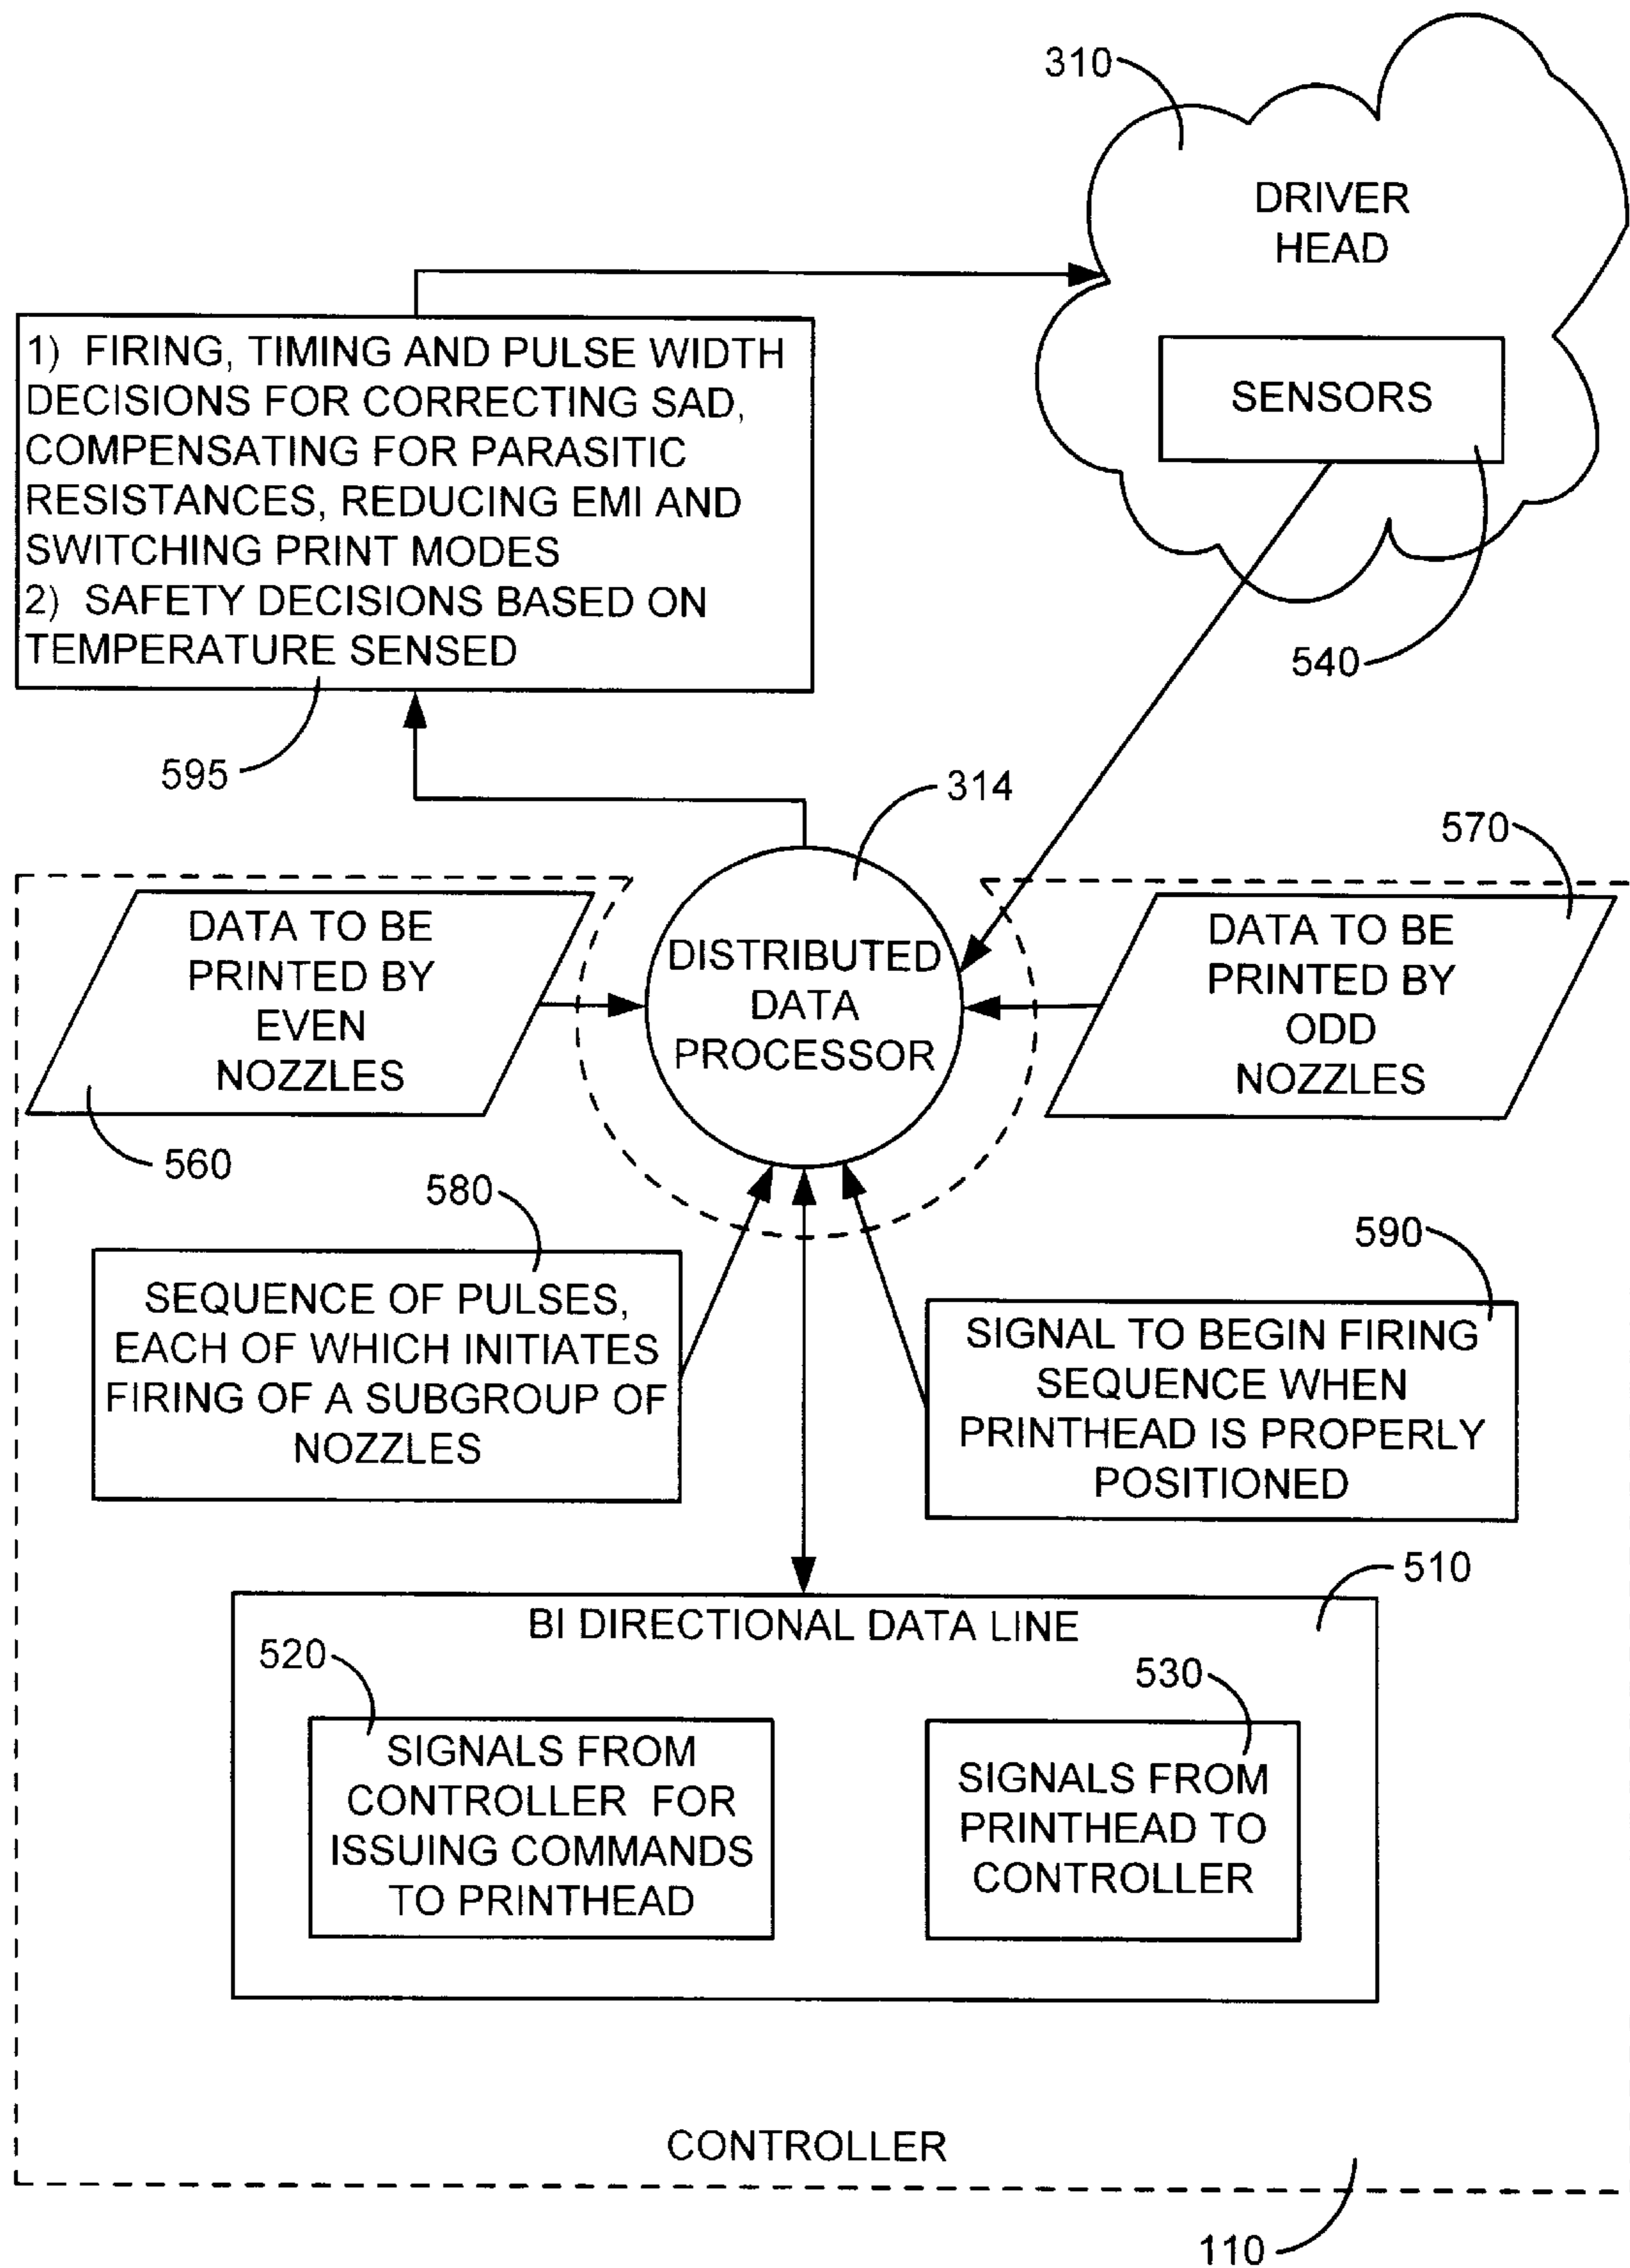 310
DRIVER
HEAD
SENSORS
540
1) FIRING, TIMING AND PULSE WIDTH
DECISIONS FOR CORRECTING SAD,
COMPENSATING FOR PARASITIC
RESISTANCES, REDUCING EMI AND
SWITCHING PRINT MODES
2) SAFETY DECISIONS BASED ON
TEMPERATURE SENSED
595
314
570
DATA TO BE
PRINTED BY
EVEN
NOZZLES
560
DISTRIBUTED
DATA
PROCESSOR
DATA TO BE
PRINTED BY
ODD
NOZZLES
580
SEQUENCE OF PULSES,
EACH OF WHICH INITIATES
FIRING OF A SUBGROUP OF
NOZZLES
590
SIGNAL TO BEGIN FIRING
SEQUENCE WHEN
PRINTHEAD IS PROPERLY
POSITIONED
510
BI DIRECTIONAL DATA LINE
520
SIGNALS FROM
CONTROLLER FOR
ISSUING COMMANDS
TO PRINTHEAD
530
SIGNALS FROM
PRINTHEAD TO
CONTROLLER
CONTROLLER
110